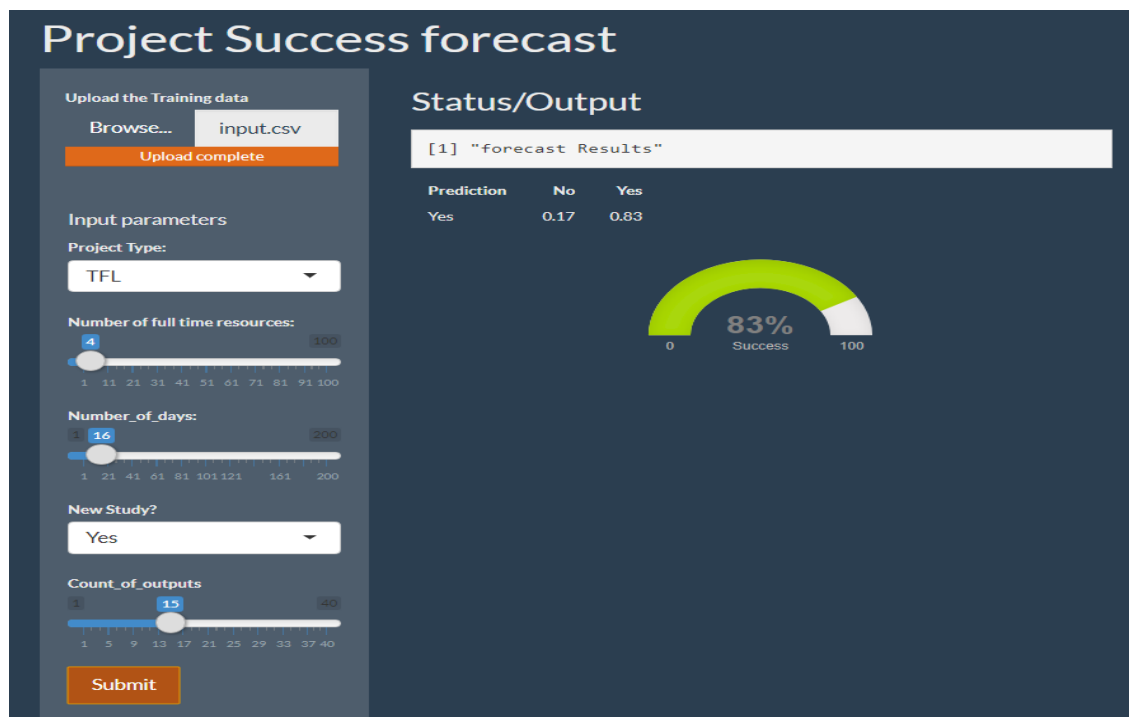 Project Success forecast
Upload the Training data
Browse... input.csv
Upload complete
Input parameters
Project Type:
TFL
Number of full time resources:
4 100
1 11 21 31 41 51 61 71 81 91 100
Number_of_days:
1 16 200
1 21 41 61 81 101 121 161 200
New Study?
Yes
Count_of_outputs
1 15 40
1 5 9 13 17 21 25 29 33 37 40
Submit
Status/Output
[1] "forecast Results"
Prediction No Yes
Yes 0.17 0.83
83%
0 Success 100